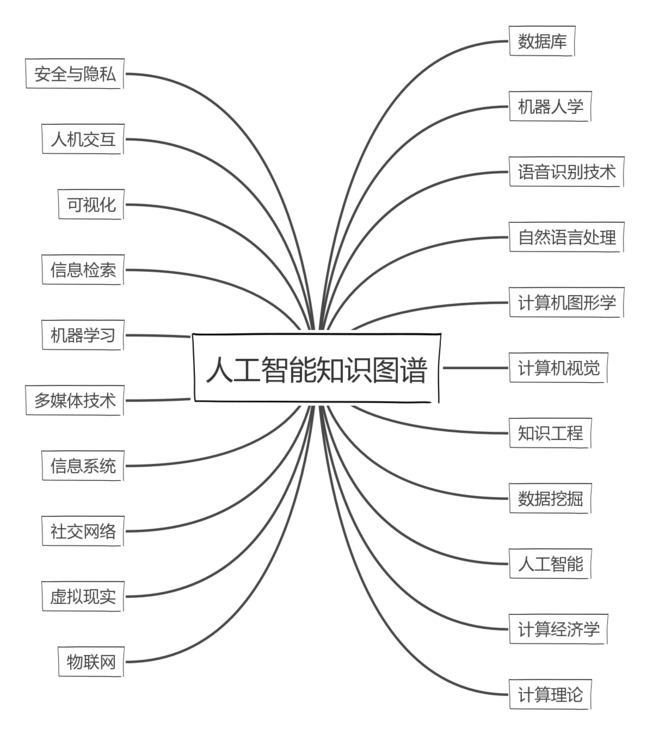 安全与隐私
人机交互
可视化
信息检索
机器学习
多媒体技术
信息系统
社交网络
虚拟现实
物联网
人工智能知识图谱
数据库
机器人学
语音识别技术
自然语言处理
计算机图形学
计算机视觉
知识工程
数据挖掘
人工智能
计算经济学
计算理论